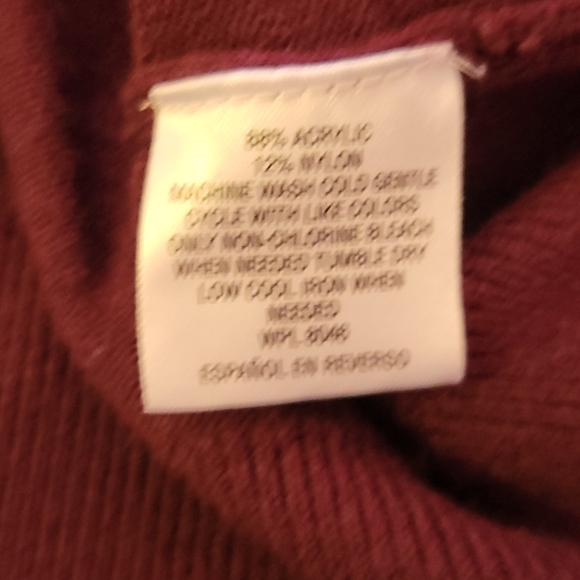 88% ACRYLIC
12% NYLON
MACHINE WASH COLD GENTLE
CYCLE WITH LIKE COLORS
ONLY NON-CHLORINE BLEACH
WHEN NEEDED TUMBLE DRY
LOW COOL IRON WHEN
NEEDED
WPL
ESPAÑOL EN REVERSO